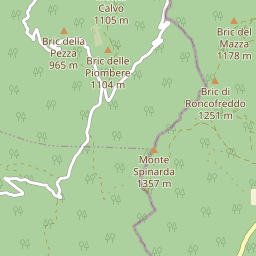 Calvo
1105 m
Bric della
Pezza
965 m
Bric delle
Piombere
1104 m
Bric del
Mazza
1178 m
Bric di
Roncofreddo
1251 m
Monte
Spinarda
1357 m